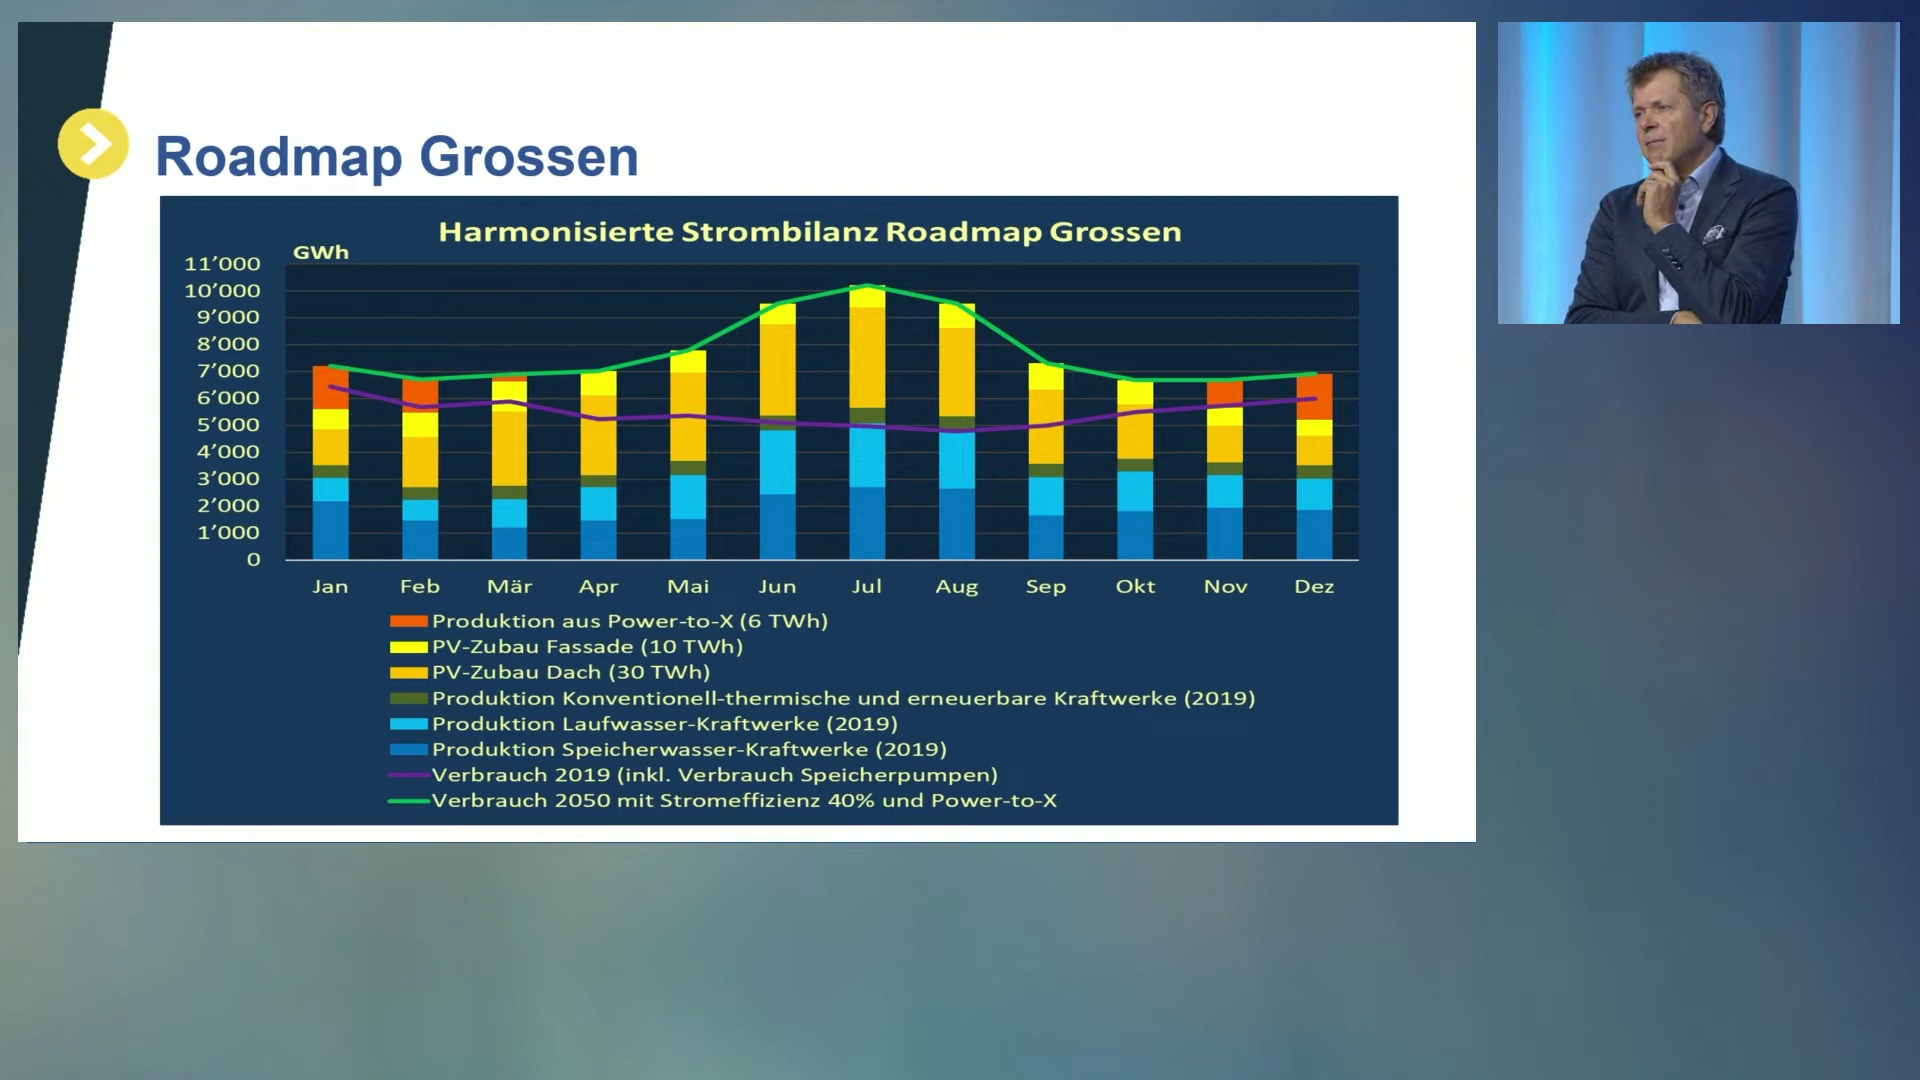 Roadmap Grossen
Harmonisierte Strombilanz Roadmap Grossen
GWh
11’000
10’000
9’000
8’000
7’000
6’000
5’000
4’000
3’000
2’000
1’000
0
Jan Feb Mär Apr Mai Jun Jul Aug Sep Okt Nov Dez
Produktion aus Power-to-X (6 TWh)
PV-Zubau Fassade (10 TWh)
PV-Zubau Dach (30 TWh)
Produktion Konventionell-thermische und erneuerbare Kraftwerke (2019)
Produktion Laufwasser-Kraftwerke (2019)
Produktion Speicherwasser-Kraftwerke (2019)
Verbrauch 2019 (inkl. Verbrauch Speicherpumpen)
Verbrauch 2050 mit Stromeffizienz 40% und Power-to-X